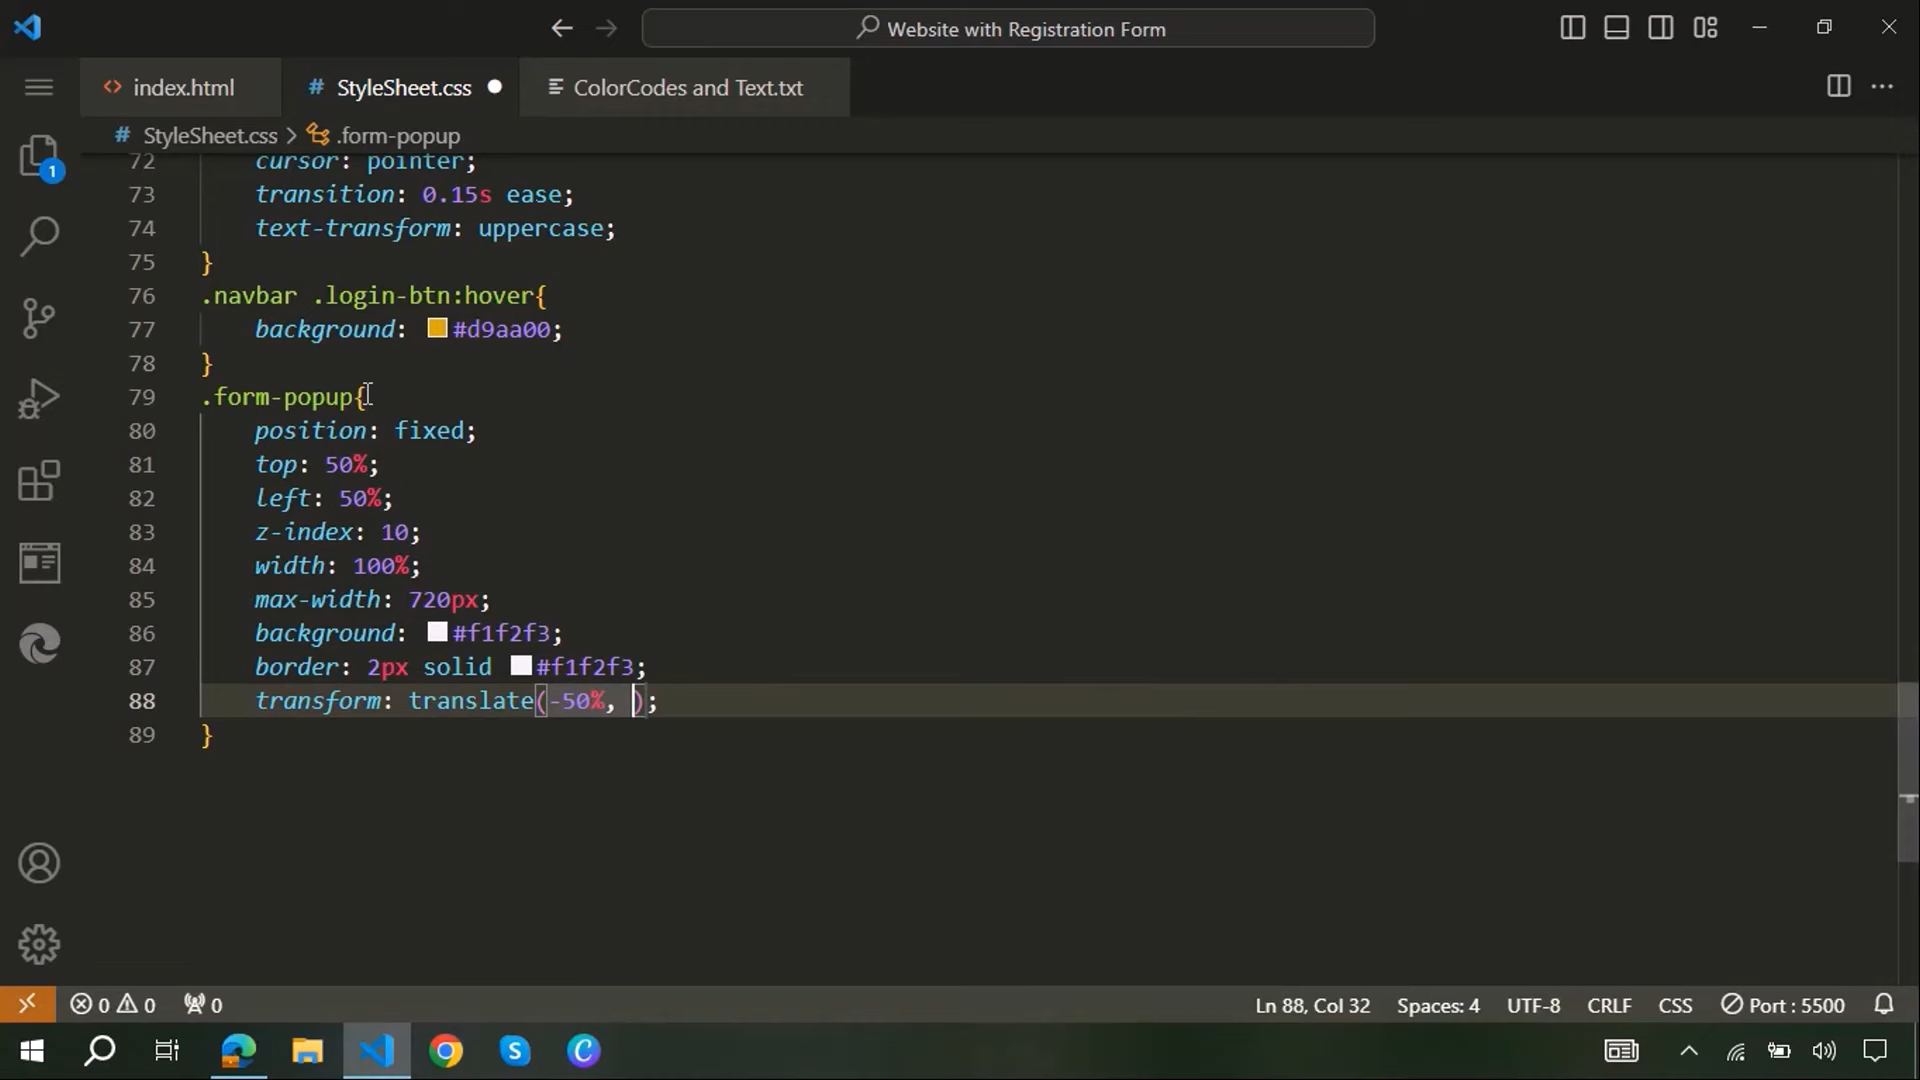 Website with Registration Form
index.html
# StyleSheet.css
ColorCodes and Text.txt
# StyleSheet.css > .form-popup
1
72 cursor: pointer;
73 transition: 0.15s ease;
74 text-transform: uppercase;
75 }
76 .navbar .login-btn:hover{
77 background: #d9aa00;
78 }
79 .form-popup{
80 position: fixed;
81 top: 50%;
82 left: 50%;
83 z-index: 10;
84 width: 100%;
85 max-width: 720px;
86 background: #f1f2f3;
87 border: 2px solid #f1f2f3;
88 transform: translate(-50%, );
89 }
0 0 0 Ln 88, Col 32 Spaces: 4 UTF-8 CRLF CSS Port : 5500